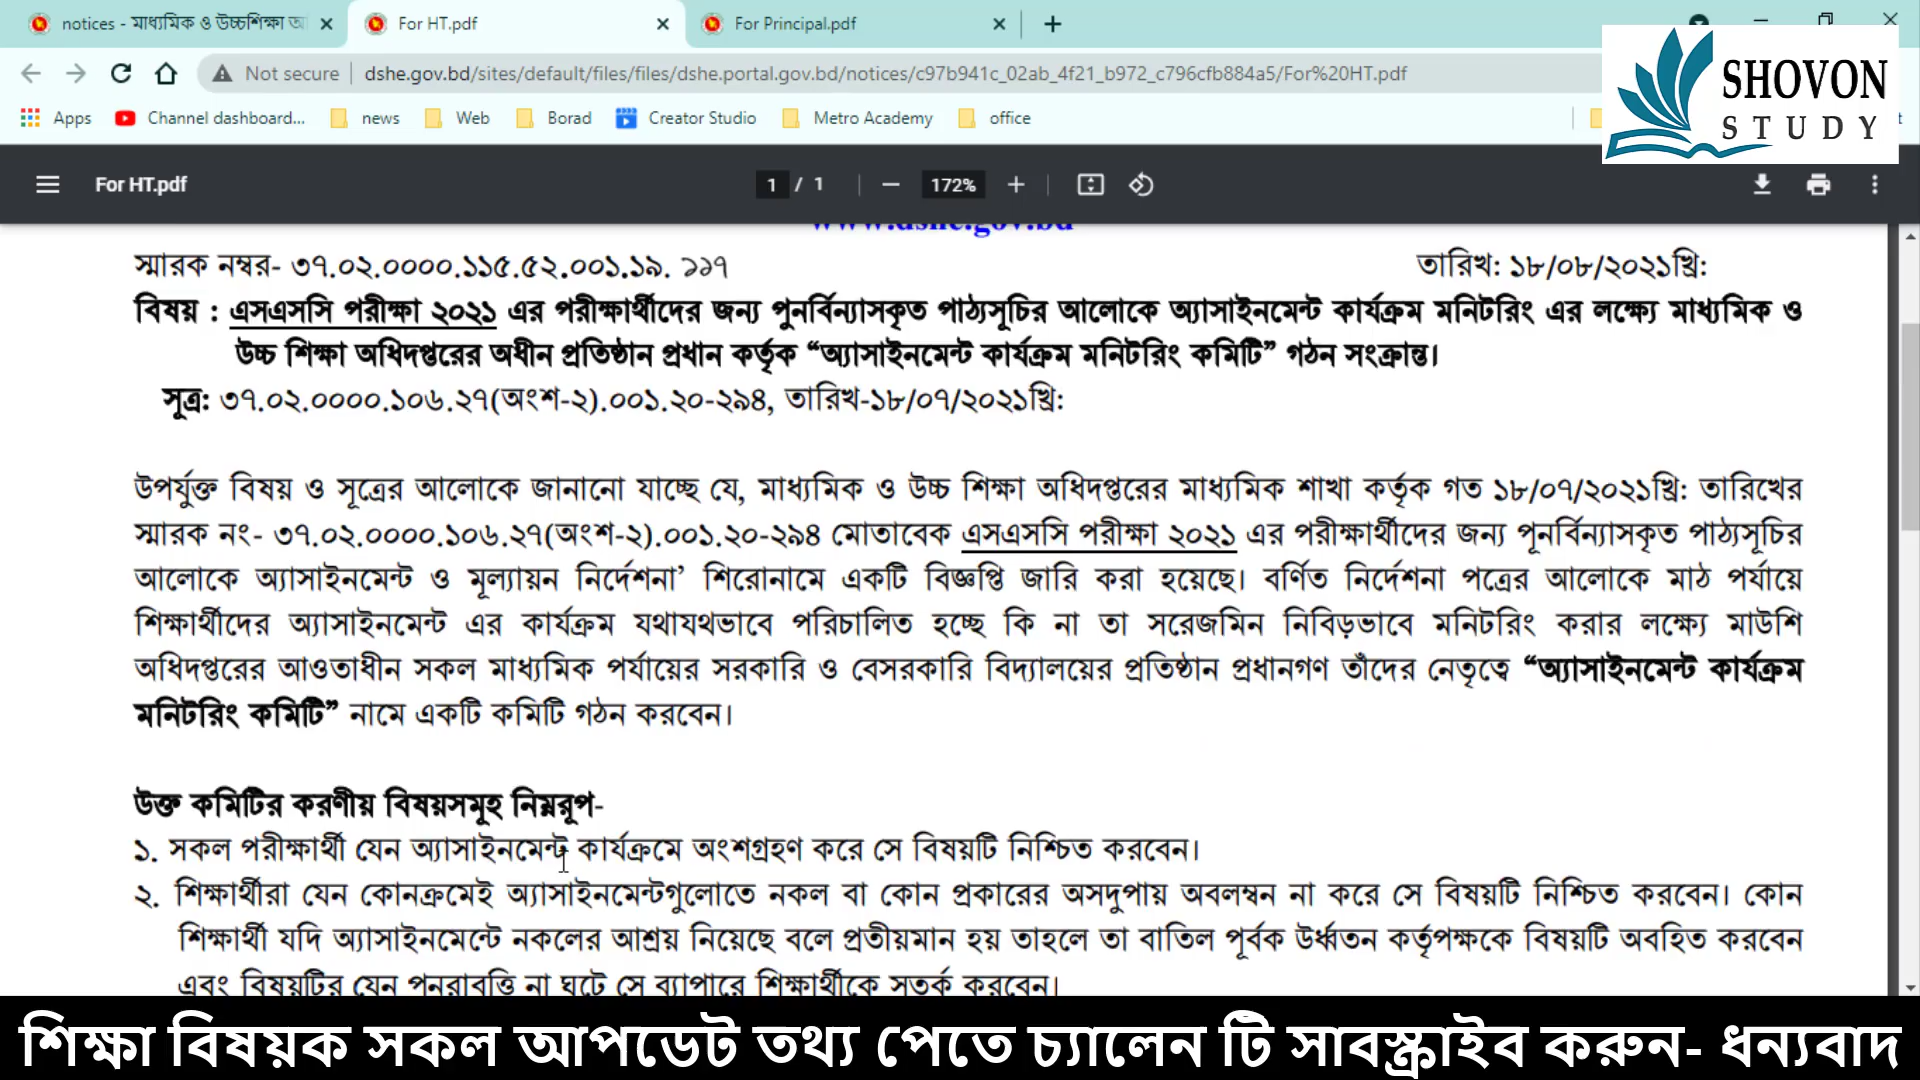 notices - মাধ্যমিক ও উচ্চশিক্ষা অ
For HT.pdf
For Principal.pdf
Not secure
dshe.gov.bd/sites/default/files/files/dshe.portal.gov.bd/notices/c97b941c_02ab_4f21_b972_c796cfb884a5/For%20HT.pdf
Apps
Channel dashboard...
news
Web
Borad
Creator Studio
Metro Academy
office
SHOVON
STUDY
For HT.pdf
1 / 1
172%
www.dshe.gov.bd
স্মারক নম্বর- ৩৭.০২.০০০০.১১৫.৫২.০০১.১৯. ১১৭
তারিখ: ১৮/০৮/২০২১খ্রি:
বিষয় : এসএসসি পরীক্ষা ২০২১ এর পরীক্ষার্থীদের জন্য পুনর্বিন্যাসকৃত পাঠ্যসূচির আলোকে অ্যাসাইনমেন্ট কার্যক্রম মনিটরিং এর লক্ষ্যে মাধ্যমিক ও
উচ্চ শিক্ষা অধিদপ্তরের অধীন প্রতিষ্ঠান প্রধান কর্তৃক “অ্যাসাইনমেন্ট কার্যক্রম মনিটরিং কমিটি” গঠন সংক্রান্ত।
সূত্র: ৩৭.০২.০০০০.১০৬.২৭(অংশ-২).০০১.২০-২৯৪, তারিখ-১৮/০৭/২০২১খ্রি:
উপর্যুক্ত বিষয় ও সূত্রের আলোকে জানানো যাচ্ছে যে, মাধ্যমিক ও উচ্চ শিক্ষা অধিদপ্তরের মাধ্যমিক শাখা কর্তৃক গত ১৮/০৭/২০২১খ্রি: তারিখের
স্মারক নং- ৩৭.০২.০০০০.১০৬.২৭(অংশ-২).০০১.২০-২৯৪ মোতাবেক এসএসসি পরীক্ষা ২০২১ এর পরীক্ষার্থীদের জন্য পূনর্বিন্যাসকৃত পাঠ্যসূচির
আলোকে অ্যাসাইনমেন্ট ও মূল্যায়ন নির্দেশনা’ শিরোনামে একটি বিজ্ঞপ্তি জারি করা হয়েছে। বর্ণিত নির্দেশনা পত্রের আলোকে মাঠ পর্যায়ে
শিক্ষার্থীদের অ্যাসাইনমেন্ট এর কার্যক্রম যথাযথভাবে পরিচালিত হচ্ছে কি না তা সরেজমিন নিবিড়ভাবে মনিটরিং করার লক্ষ্যে মাউশি
অধিদপ্তরের আওতাধীন সকল মাধ্যমিক পর্যায়ের সরকারি ও বেসরকারি বিদ্যালয়ের প্রতিষ্ঠান প্রধানগণ তাঁদের নেতৃত্বে “অ্যাসাইনমেন্ট কার্যক্রম
মনিটরিং কমিটি” নামে একটি কমিটি গঠন করবেন।
উক্ত কমিটির করণীয় বিষয়সমূহ নিম্নরূপ-
১. সকল পরীক্ষার্থী যেন অ্যাসাইনমেন্ট কার্যক্রমে অংশগ্রহণ করে সে বিষয়টি নিশ্চিত করবেন।
২. শিক্ষার্থীরা যেন কোনক্রমেই অ্যাসাইনমেন্টগুলোতে নকল বা কোন প্রকারের অসদুপায় অবলম্বন না করে সে বিষয়টি নিশ্চিত করবেন। কোন
শিক্ষার্থী যদি অ্যাসাইনমেন্টে নকলের আশ্রয় নিয়েছে বলে প্রতীয়মান হয় তাহলে তা বাতিল পূর্বক উর্ধ্বতন কর্তৃপক্ষকে বিষয়টি অবহিত করবেন
এবং বিষয়টির যেন পনরাবৃত্তি না ঘটে সে ব্যাপারে শিক্ষার্থীকে সতর্ক করবেন।
শিক্ষা বিষয়ক সকল আপডেট তথ্য পেতে চ্যালেন টি সাবস্ক্রাইব করুন- ধন্যবাদ